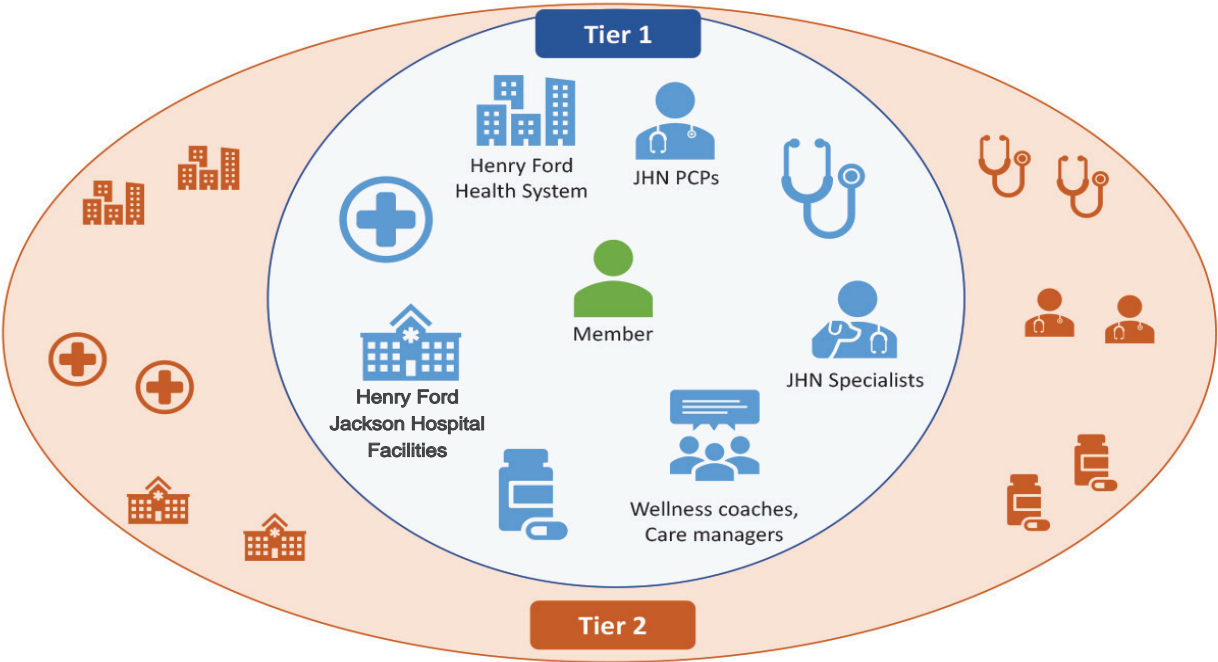 Tier 1
Henry Ford
Health System
JHN PCPs
Member
JHN Specialists
Henry Ford
Jackson Hospital
Facilities
Wellness coaches,
Care managers
Tier 2